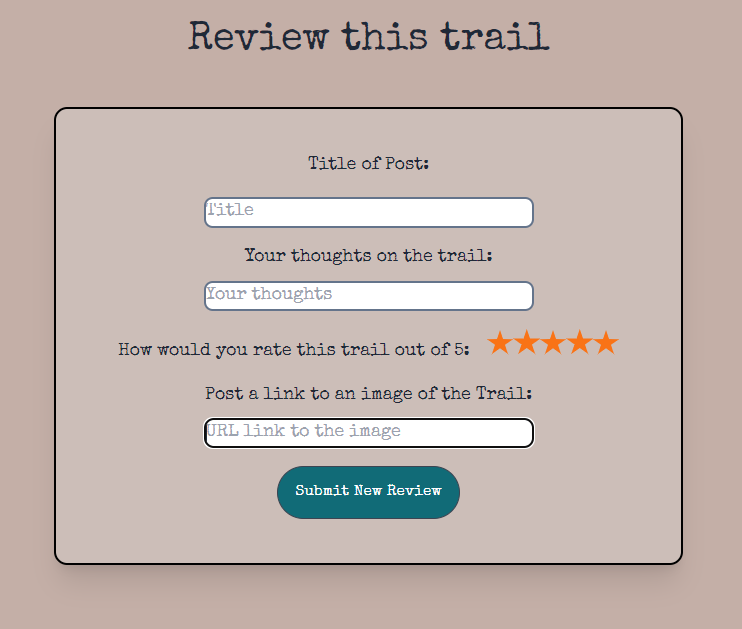 Review this trail
Title of Post:
Title
Your thoughts on the trail:
Your thoughts
How would you rate this trail out of 5: ★★★★★
Post a link to an image of the Trail:
URL link to the image
Submit New Review